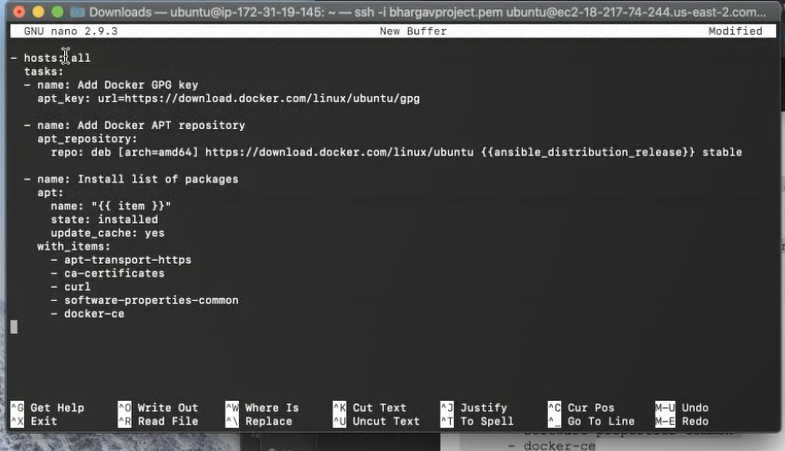 Downloads — ubuntu@ip-172-31-19-145: ~ — ssh -i bhargavproject.pem ubuntu@ec2-18-217-74-244.us-east-2.com...
GNU nano 2.9.3 New Buffer Modified
- hosts: all
tasks:
- name: Add Docker GPG key
apt_key: url=https://download.docker.com/linux/ubuntu/gpg
- name: Add Docker APT repository
apt_repository:
repo: deb [arch=amd64] https://download.docker.com/linux/ubuntu {{ansible_distribution_release}} stable
- name: Install list of packages
apt:
name: "{{ item }}"
state: installed
update_cache: yes
with_items:
- apt-transport-https
- ca-certificates
- curl
- software-properties-common
- docker-ce
^G Get Help ^O Write Out ^W Where Is ^K Cut Text ^J Justify ^C Cur Pos M-U Undo
^X Exit ^R Read File ^\ Replace ^U Uncut Text ^T To Spell ^_ Go To Line M-E Redo
- docker-ce